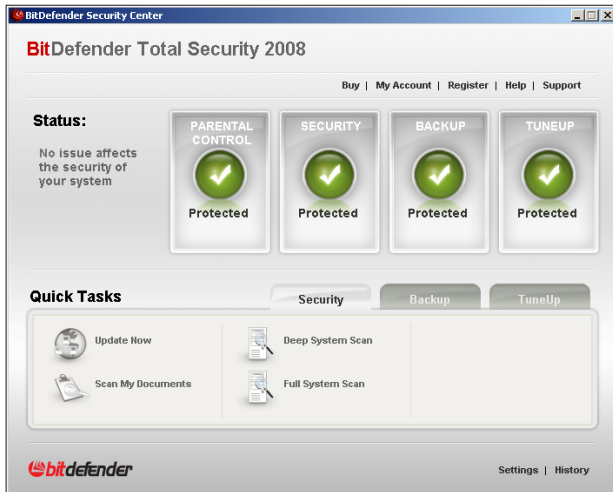 BitDefender Security Center
BitDefender Total Security 2008
Buy | My Account | Register | Help | Support
Status:
No issue affects
the security of
your system
PARENTAL
CONTROL
Protected
SECURITY
Protected
BACKUP
Protected
TUNEUP
Protected
Quick Tasks
Security
Backup
TuneUp
Update Now
Deep System Scan
Scan My Documents
Full System Scan
bitdefender
Settings | History